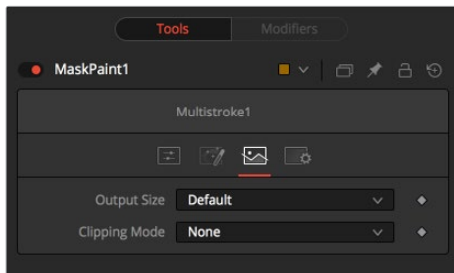 Tools Modifiers
MaskPaint1
Multistroke1
Output Size Default
Clipping Mode None